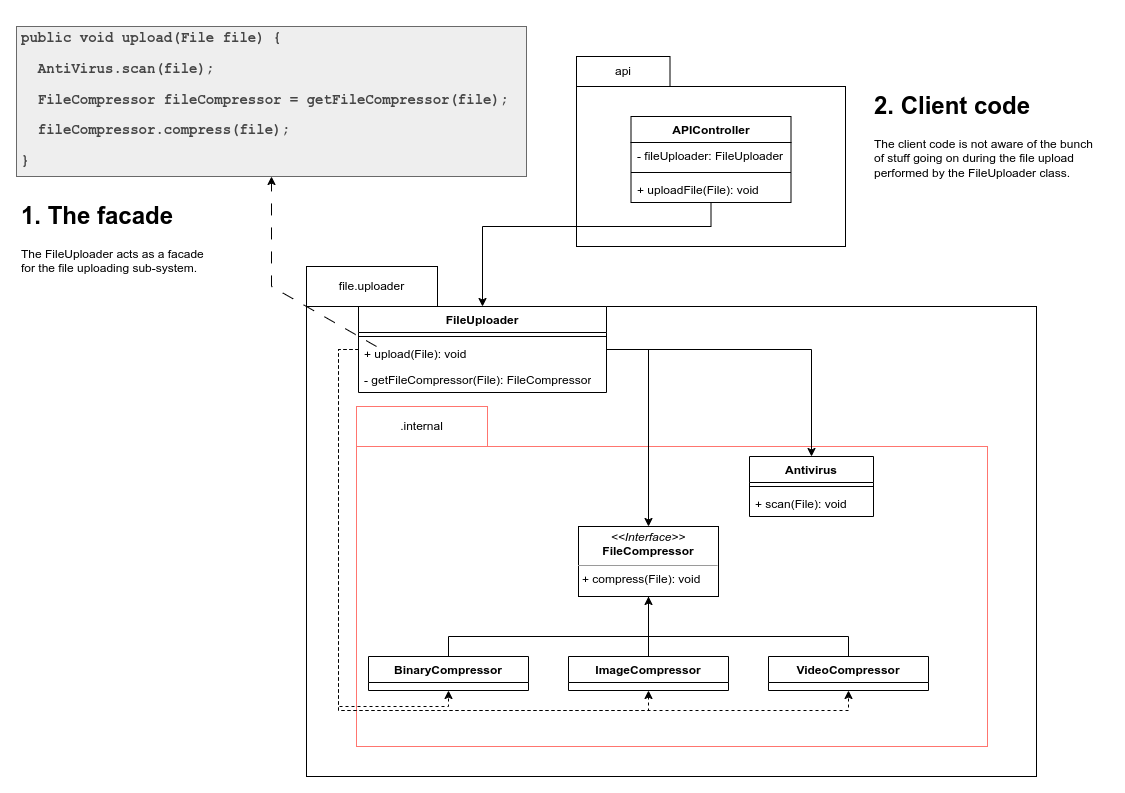 public void upload(File file) {
AntiVirus.scan(file);
FileCompressor fileCompressor = getFileCompressor(file);
fileCompressor.compress(file);
}
1. The facade
The FileUploader acts as a facade
for the file uploading sub-system.
api
APIController
- fileUploader: FileUploader
+ uploadFile(File): void
2. Client code
The client code is not aware of the bunch
of stuff going on during the file upload
performed by the FileUploader class.
file.uploader
FileUploader
+ upload(File): void
- getFileCompressor(File): FileCompressor
.internal
Antivirus
+ scan(File): void
<<Interface>>
FileCompressor
+ compress(File): void
BinaryCompressor
ImageCompressor
VideoCompressor